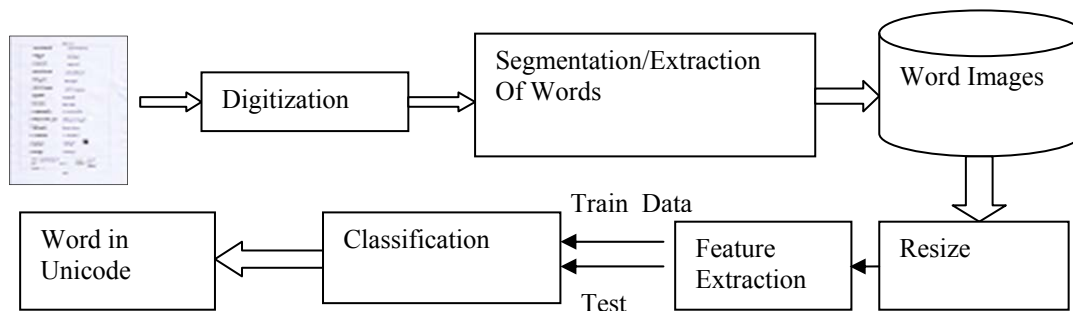 Digitization
Segmentation/Extraction
Of Words
Word Images
Resize
Feature
Extraction
Train Data
Test
Classification
Word in
Unicode